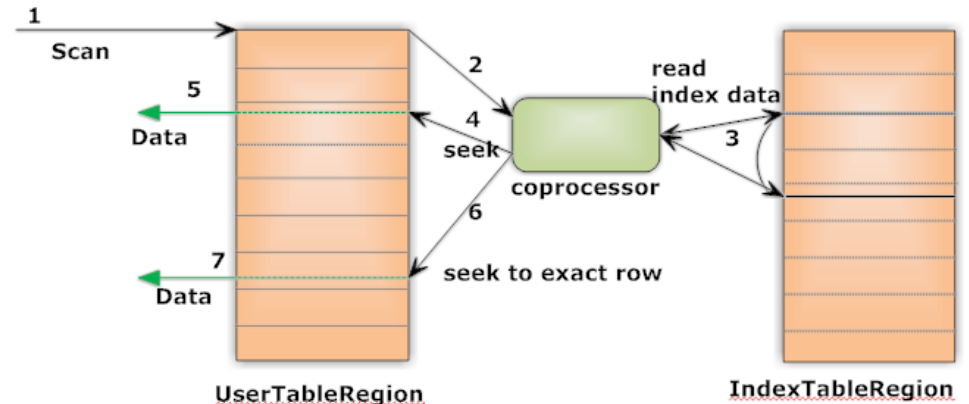 1
Scan
2
read
index data
5
4
3
Data
seek
coprocessor
6
7
seek to exact row
Data
UserTableRegion
IndexTableRegion